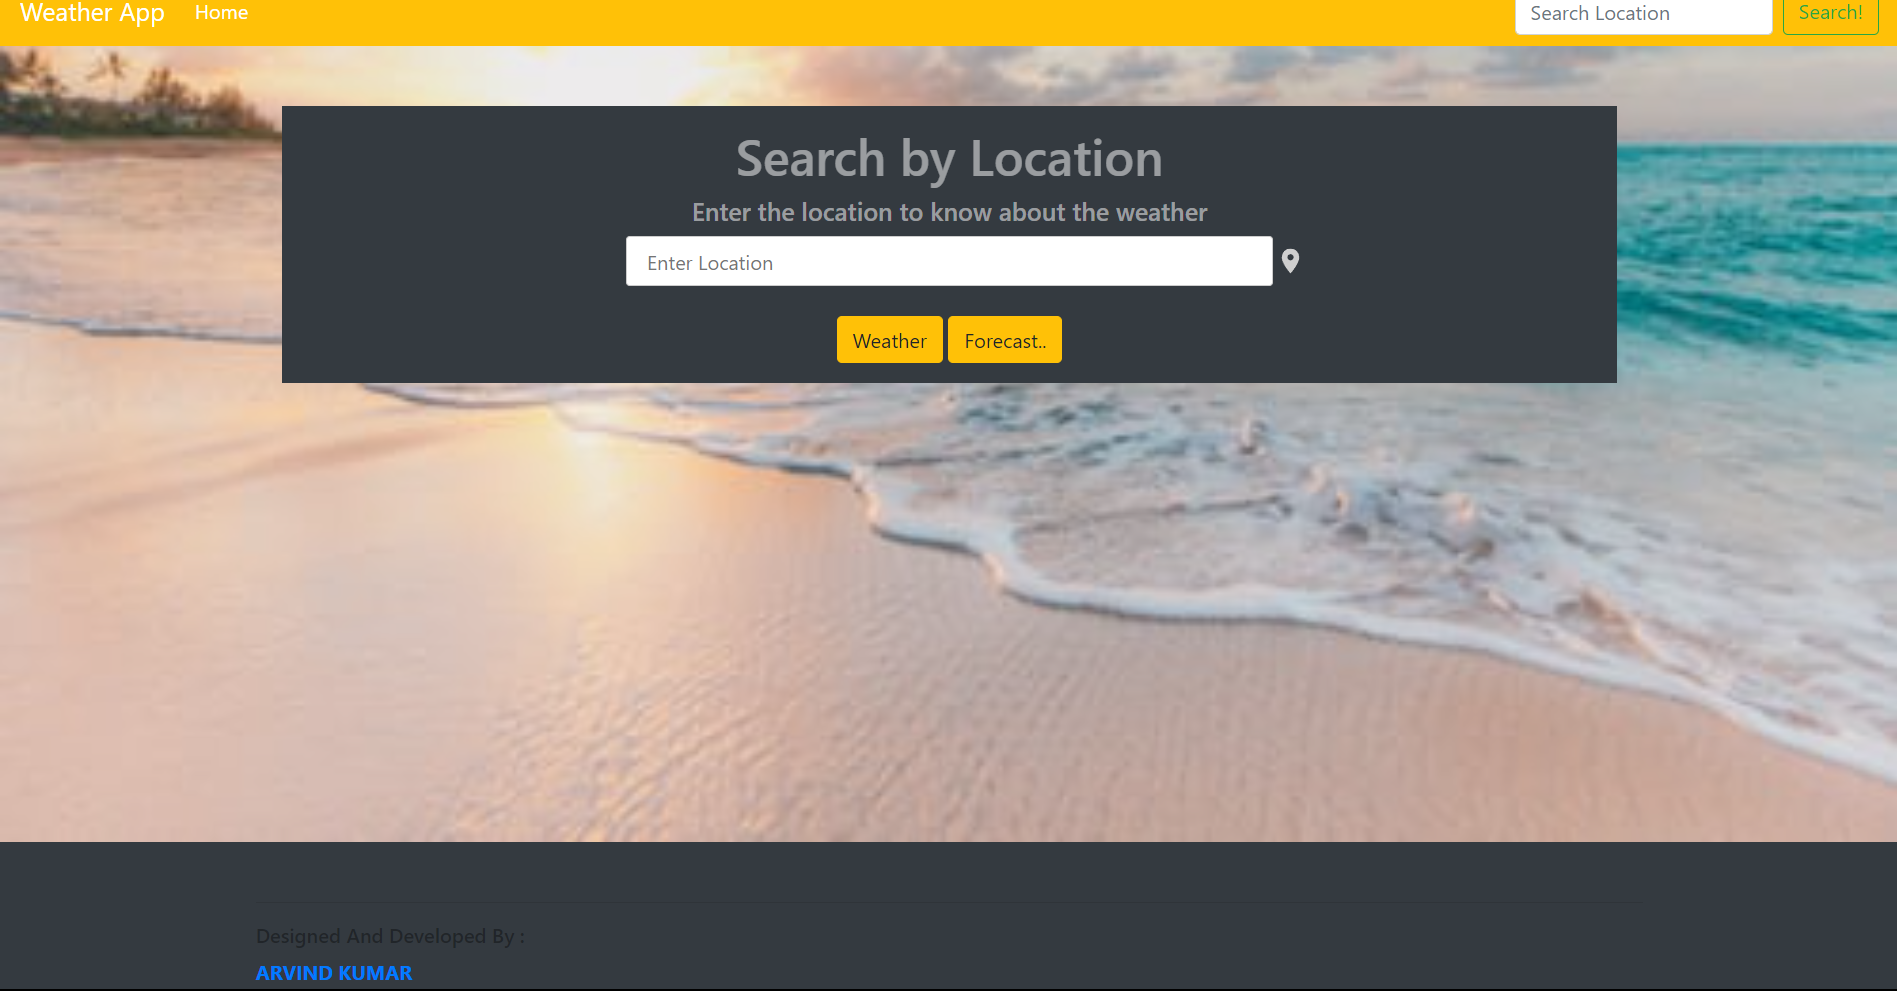 Weather App Home Search Location Search!
Search by Location
Enter the location to know about the weather
Enter Location
Weather Forecast..
Designed And Developed By :
ARVIND KUMAR